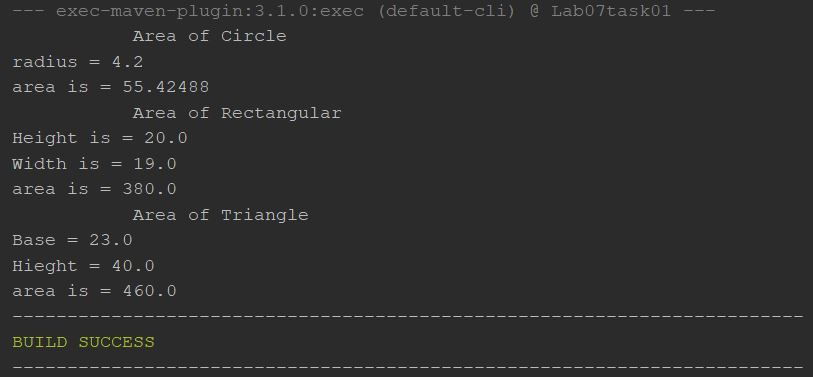 --- exec-maven-plugin:3.1.0:exec (default-cli) @ Lab07task01 ---
Area of Circle
radius = 4.2
area is = 55.42488
Area of Rectangular
Height is = 20.0
Width is = 19.0
area is = 380.0
Area of Triangle
Base = 23.0
Hieght = 40.0
area is = 460.0
------------------------------------------------------------------------
BUILD SUCCESS
------------------------------------------------------------------------